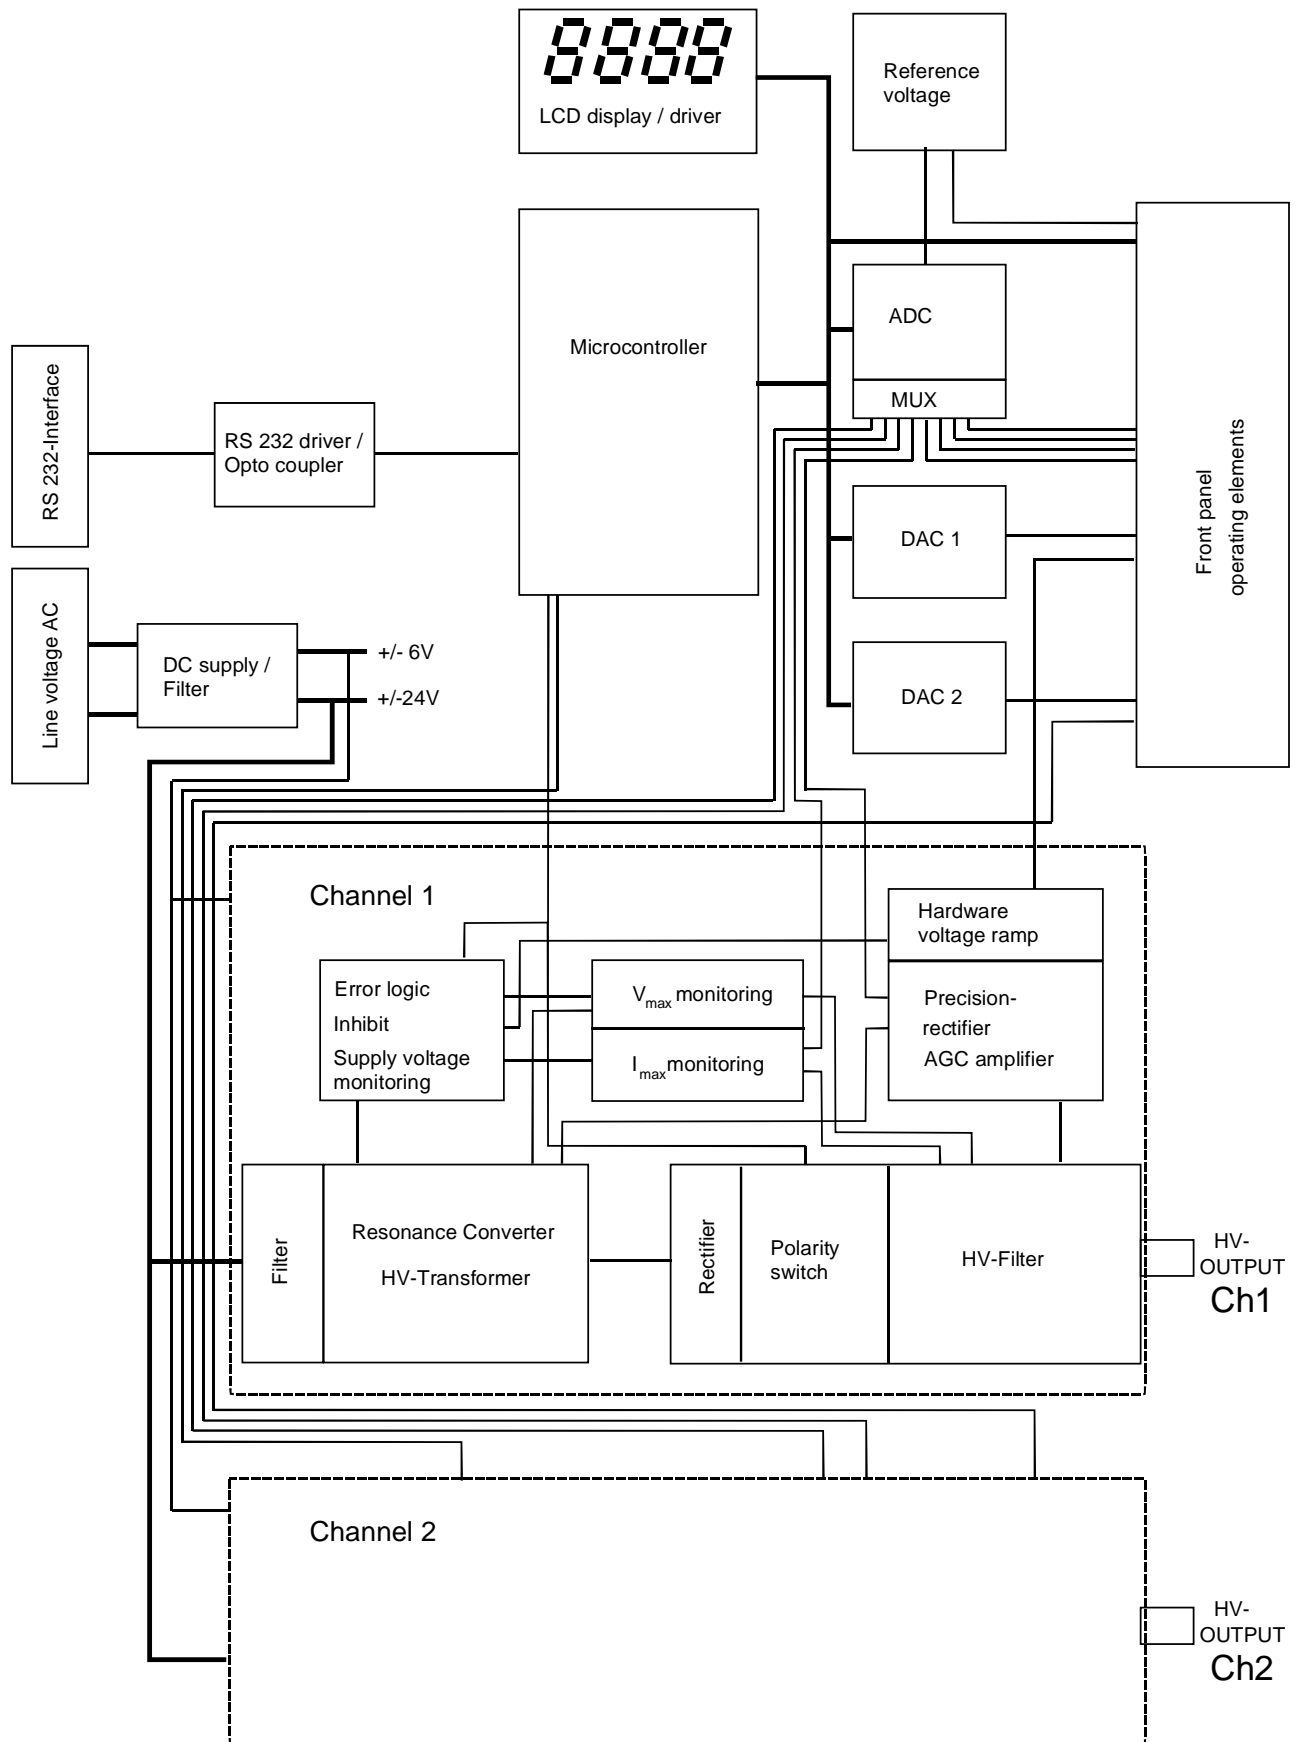 8888
LCD display / driver
Reference
voltage
Microcontroller
ADC
MUX
RS 232-Interface
RS 232 driver /
Opto coupler
Front panel
operating elements
DAC 1
Line voltage AC
DC supply /
Filter
+/- 6V
+/-24V
DAC 2
Channel 1
Hardware
voltage ramp
Error logic
Inhibit
Supply voltage
monitoring
Vmax monitoring
Imax monitoring
Precision-
rectifier
AGC amplifier
Filter
Resonance Converter
HV-Transformer
Rectifier
Polarity
switch
HV-Filter
HV-
OUTPUT
Ch1
Channel 2
HV-
OUTPUT
Ch2